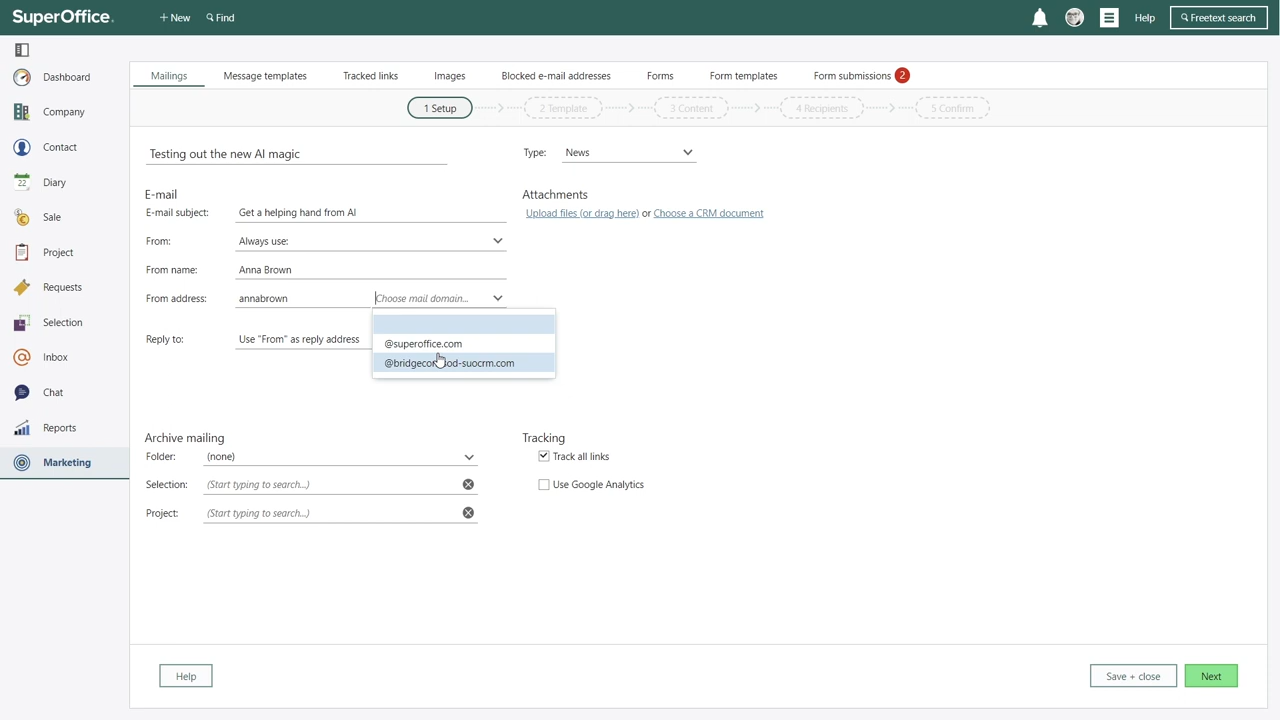 SuperOffice.
+ New
Find
Help
Freetext search
Dashboard
Company
Contact
22
Diary
Sale
Project
Requests
Selection
Inbox
Chat
Reports
Marketing
Mailings
Message templates
Tracked links
Images
Blocked e-mail addresses
Forms
Form templates
Form submissions 2
1 Setup
2 Template
3 Content
4 Recipients
5 Confirm
Testing out the new AI magic
Type: News
E-mail
E-mail subject: Get a helping hand from AI
From: Always use:
From name: Anna Brown
From address: annabrown Choose mail domain...
@superoffice.com
-suocrm.com
Reply to: Use "From" as reply address
Attachments
Upload files (or drag here) or Choose a CRM document
Archive mailing
Folder: (none)
Selection: (Start typing to search...)
Project: (Start typing to search...)
Tracking
Track all links
Use Google Analytics
Help
Save + close
Next